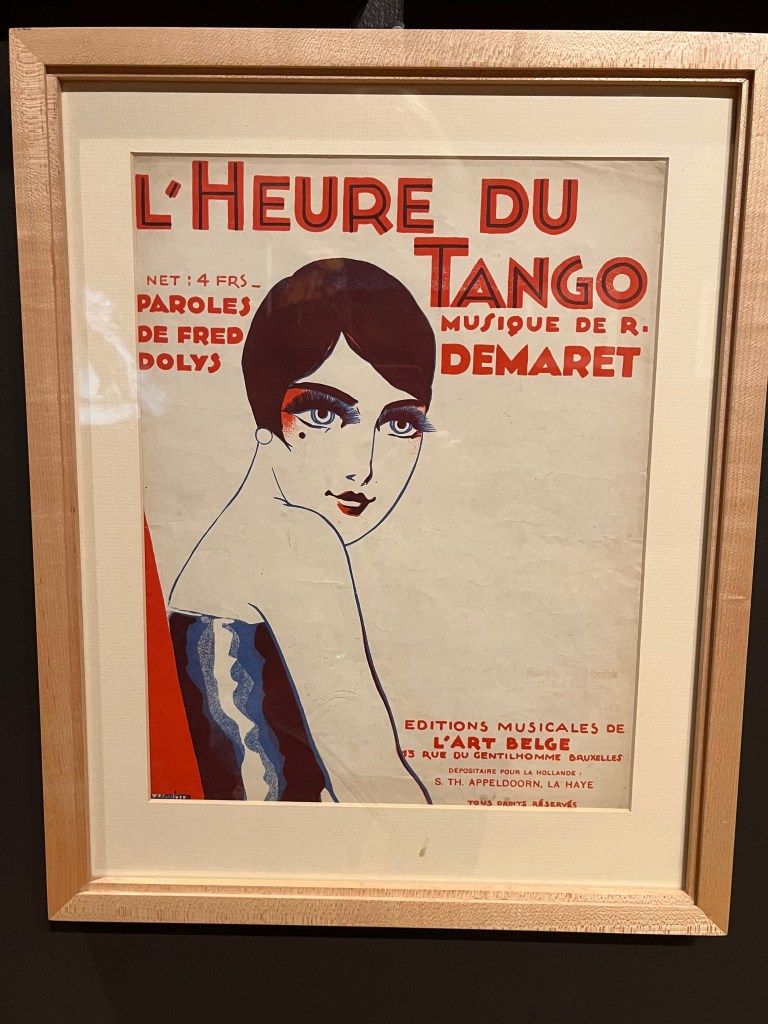 L'HEURE DU
TANGO
NET : 4 FRS_
PAROLES
DE FRED
DOLYS
MUSIQUE DE R.
DEMARET
EDITIONS MUSICALES DE
L'ART BELGE
13 RUE DU GENTILHOMME BRUXELLES
DÉPOSITAIRE POUR LA HOLLANDE :
S. TH. APPELDOORN, LA HAYE
TOUS DROITS RÉSERVÉS